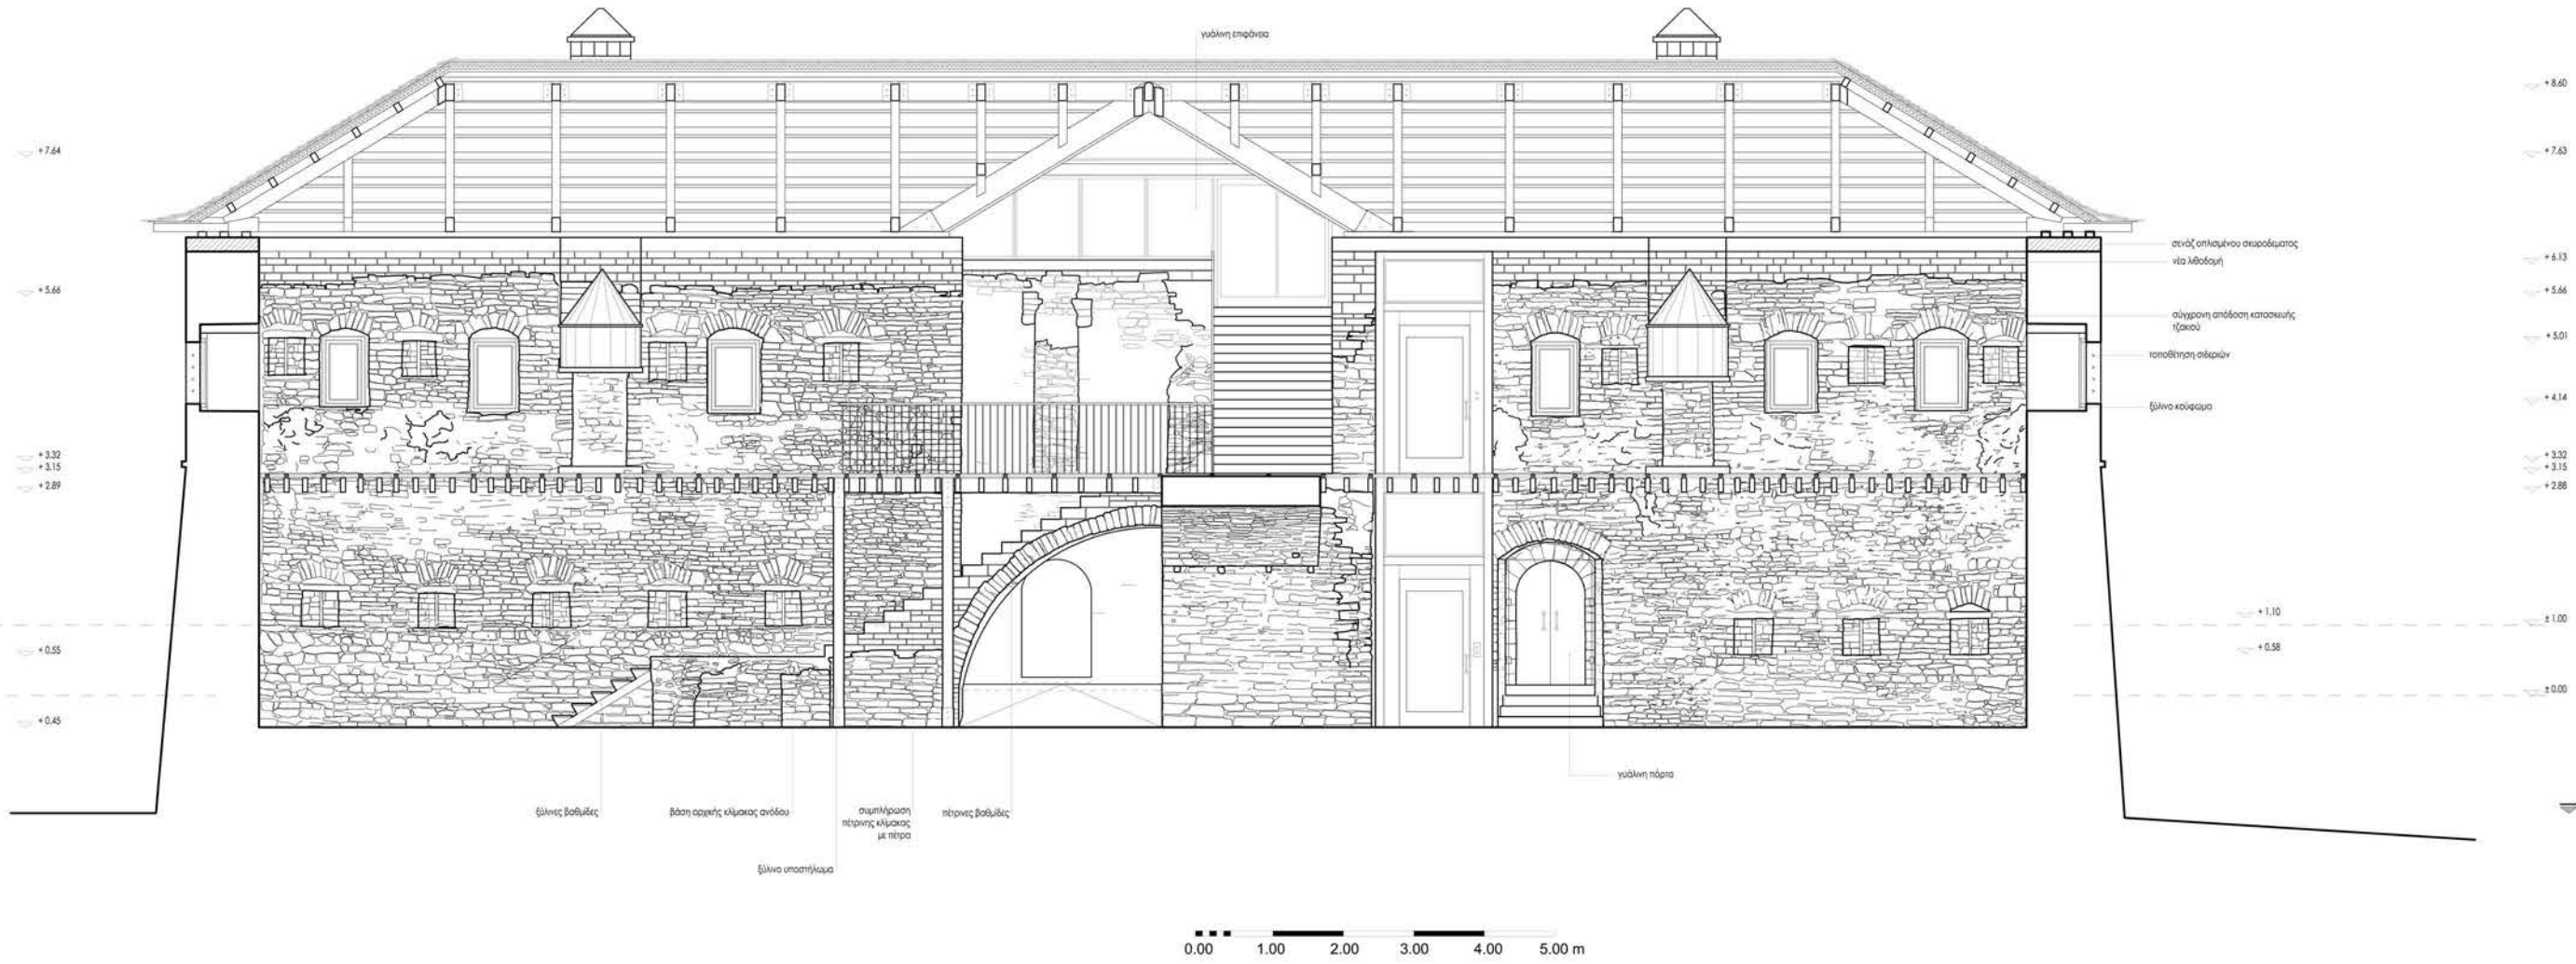 γυάλινη επιφάνεια
+ 8.60
+ 7.64
+ 7.63
σενάζ οπλισμένου σκυροδεματος
+ 6.13
νέα λιθοδομή
+ 5.66
+ 5.66
σύγχρονη απόδοση κατασκευής
τζακιού
+ 5.01
τοποθέτηση σιδεριών
+ 4.14
ξύλινο κούφωμα
+ 3.32
+ 3.15
+ 2.89
+ 3.32
+ 3.15
+ 2.88
+ 1.10
± 1.00
+ 0.55
+ 0.58
± 0.00
+ 0.45
γυάλινη πόρτα
ξύλινες βαθμίδες
βάση αρχικής κλίμακας ανόδου
συμπλήρωση
πέτρινης κλίμακας
με πέτρα
πέτρινες βαθμίδες
ξύλινο υποστήλωμα
0.00 1.00 2.00 3.00 4.00 5.00 m